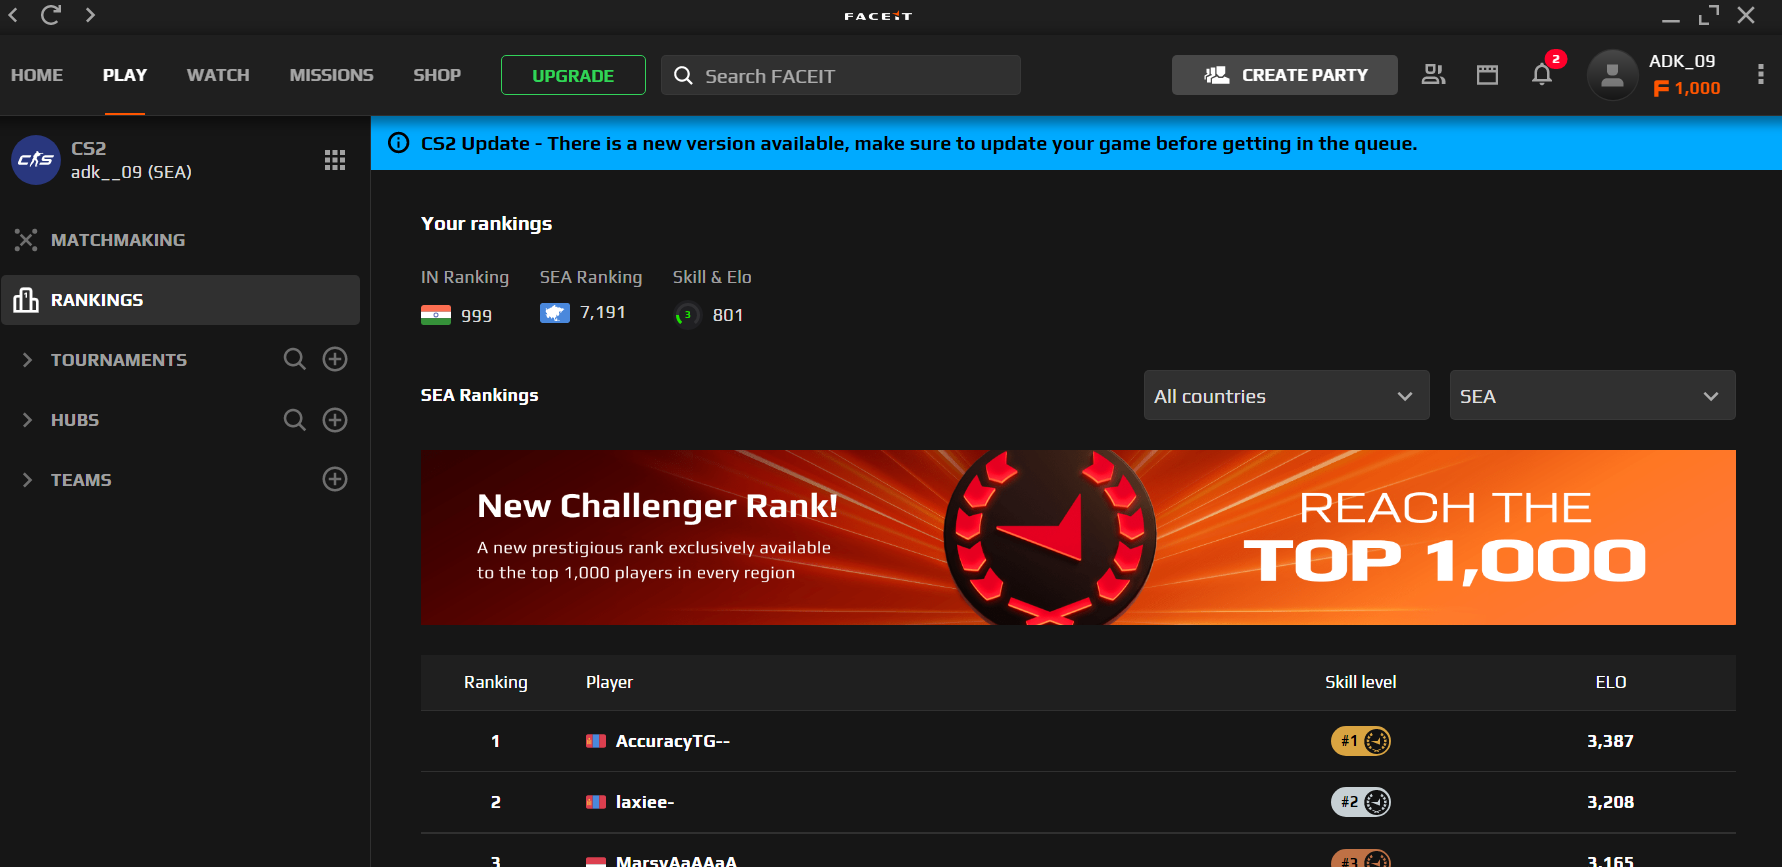 FACEIT
HOME PLAY WATCH MISSIONS SHOP UPGRADE Search FACEIT CREATE PARTY 2 ADK_09
1,000
CS2
adk__09 (SEA)
MATCHMAKING
RANKINGS
TOURNAMENTS
HUBS
TEAMS
CS2 Update - There is a new version available, make sure to update your game before getting in the queue.
Your rankings
IN Ranking SEA Ranking Skill & Elo
999 7,191 3 801
SEA Rankings All countries SEA
New Challenger Rank!
A new prestigious rank exclusively available
to the top 1,000 players in every region
REACH THE
TOP 1,000
Ranking Player Skill level ELO
1 AccuracyTG-- #1 3,387
2 laxiee- #2 3,208
3 MarsyAaAAaA #3 3,165